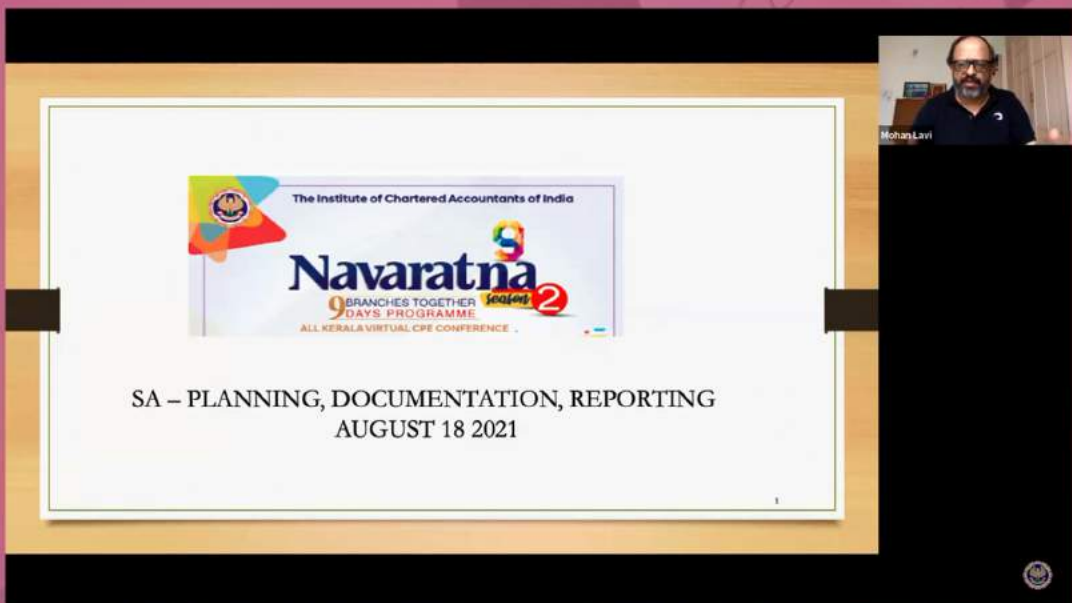 The Institute of Chartered Accountants of India
9
Navaratna
season 2
9 BRANCHES TOGETHER
DAYS PROGRAMME
ALL KERALA VIRTUAL CPE CONFERENCE
SA – PLANNING, DOCUMENTATION, REPORTING
AUGUST 18 2021
1
Mohan Lavi